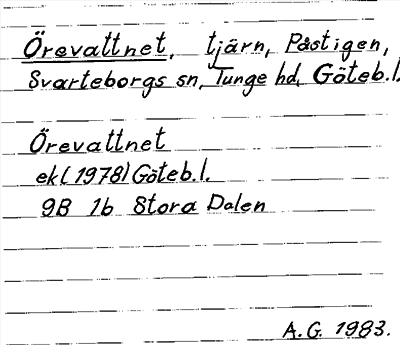 Örevattnet, tjärn, Påstigen,
Svarteborgs sn, Tunge hd, Göteb.l.
Örevattnet
ek (1978) Göteb.l.
9B 1b Stora Dalen
A.G. 1983.